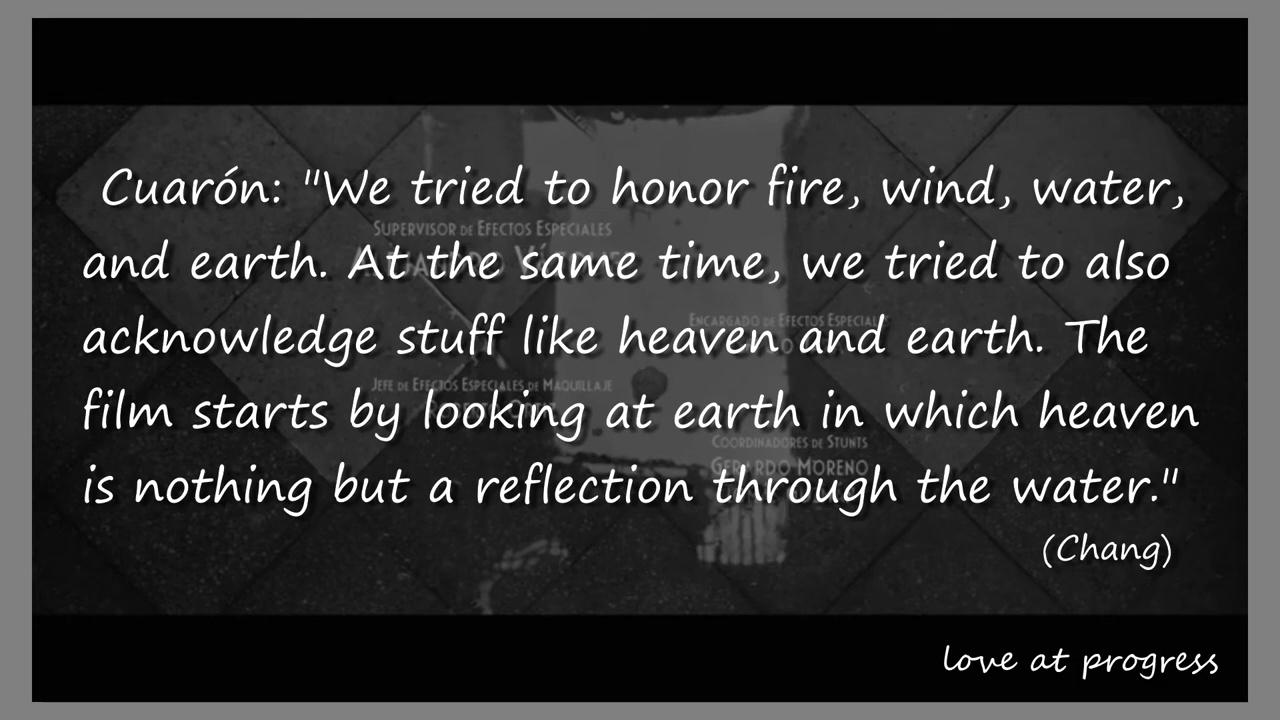 Cuarón: "We tried to honor fire, wind, water,
SUPERVISOR DE EFECTOS ESPECIALES
and earth. At the same time, we tried to also
ENCARGADO DE EFECTOS ESPECIALES
acknowledge stuff like heaven and earth. The
JEFE DE EFECTOS ESPECIALES DE MAQUILLAJE
film starts by looking at earth in which heaven
COORDINADORES DE STUNTS
GERARDO MORENO
is nothing but a reflection through the water."
(Chang)
love at progress